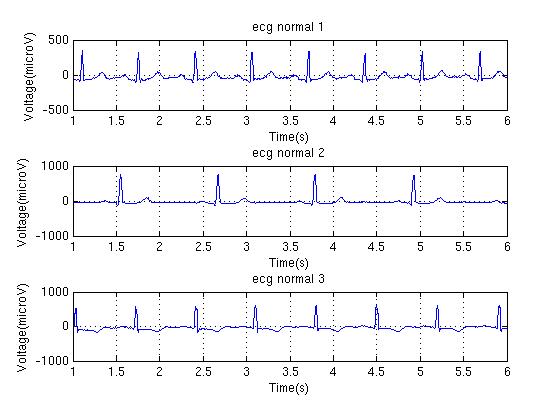 ecg normal 1
500
0
-500
Voltage(microV)
1 1.5 2 2.5 3 3.5 4 4.5 5 5.5 6
Time(s)
ecg normal 2
1000
0
-1000
Voltage(microV)
1 1.5 2 2.5 3 3.5 4 4.5 5 5.5 6
Time(s)
ecg normal 3
1000
0
-1000
Voltage(microV)
1 1.5 2 2.5 3 3.5 4 4.5 5 5.5 6
Time(s)